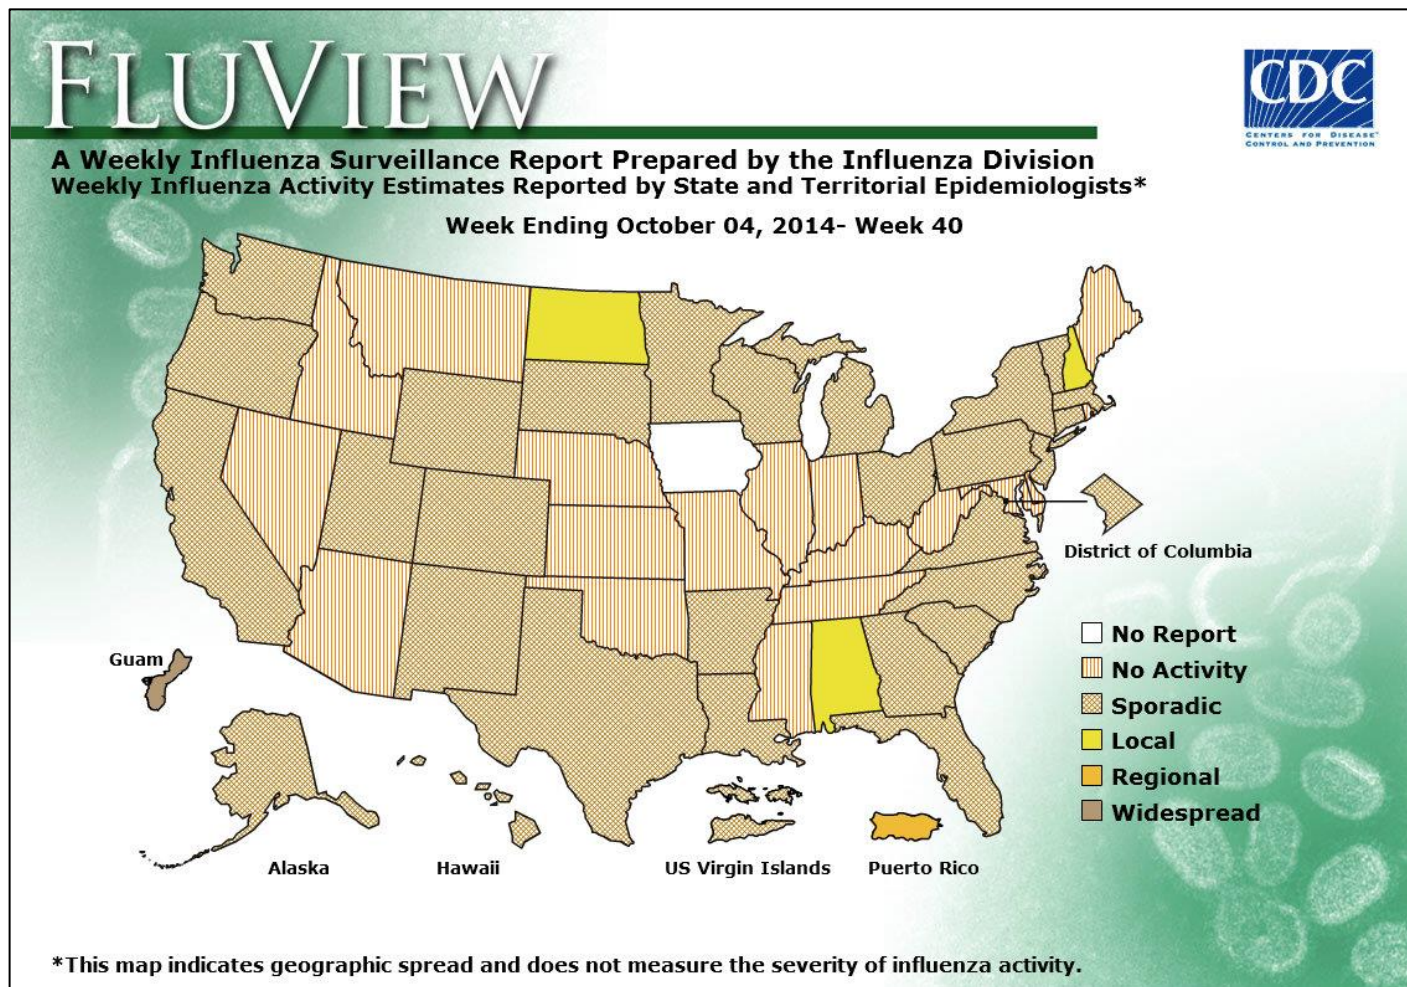 FLUVIEW
CDC
CENTERS FOR DISEASE
CONTROL AND PREVENTION
A Weekly Influenza Surveillance Report Prepared by the Influenza Division
Weekly Influenza Activity Estimates Reported by State and Territorial Epidemiologists*
Week Ending October 04, 2014- Week 40
District of Columbia
No Report
Guam
No Activity
Sporadic
Local
Regional
Widespread
Alaska
Hawaii
US Virgin Islands
Puerto Rico
*This map indicates geographic spread and does not measure the severity of influenza activity.